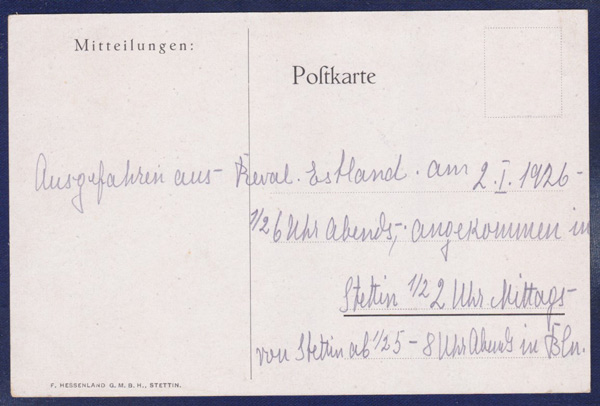 Mitteilungen:
Poſtkarte
Ausgefahren aus Reval. Estland. am 2.I.1926-
1/2 6 Uhr Abends,- angekommen in
Stettin 1/2 2 Uhr Mittags-
von Stettin ab 1/2 5 - 8 Uhr Abends in Bln.
F. HESSENLAND G. M. B. H., STETTIN.